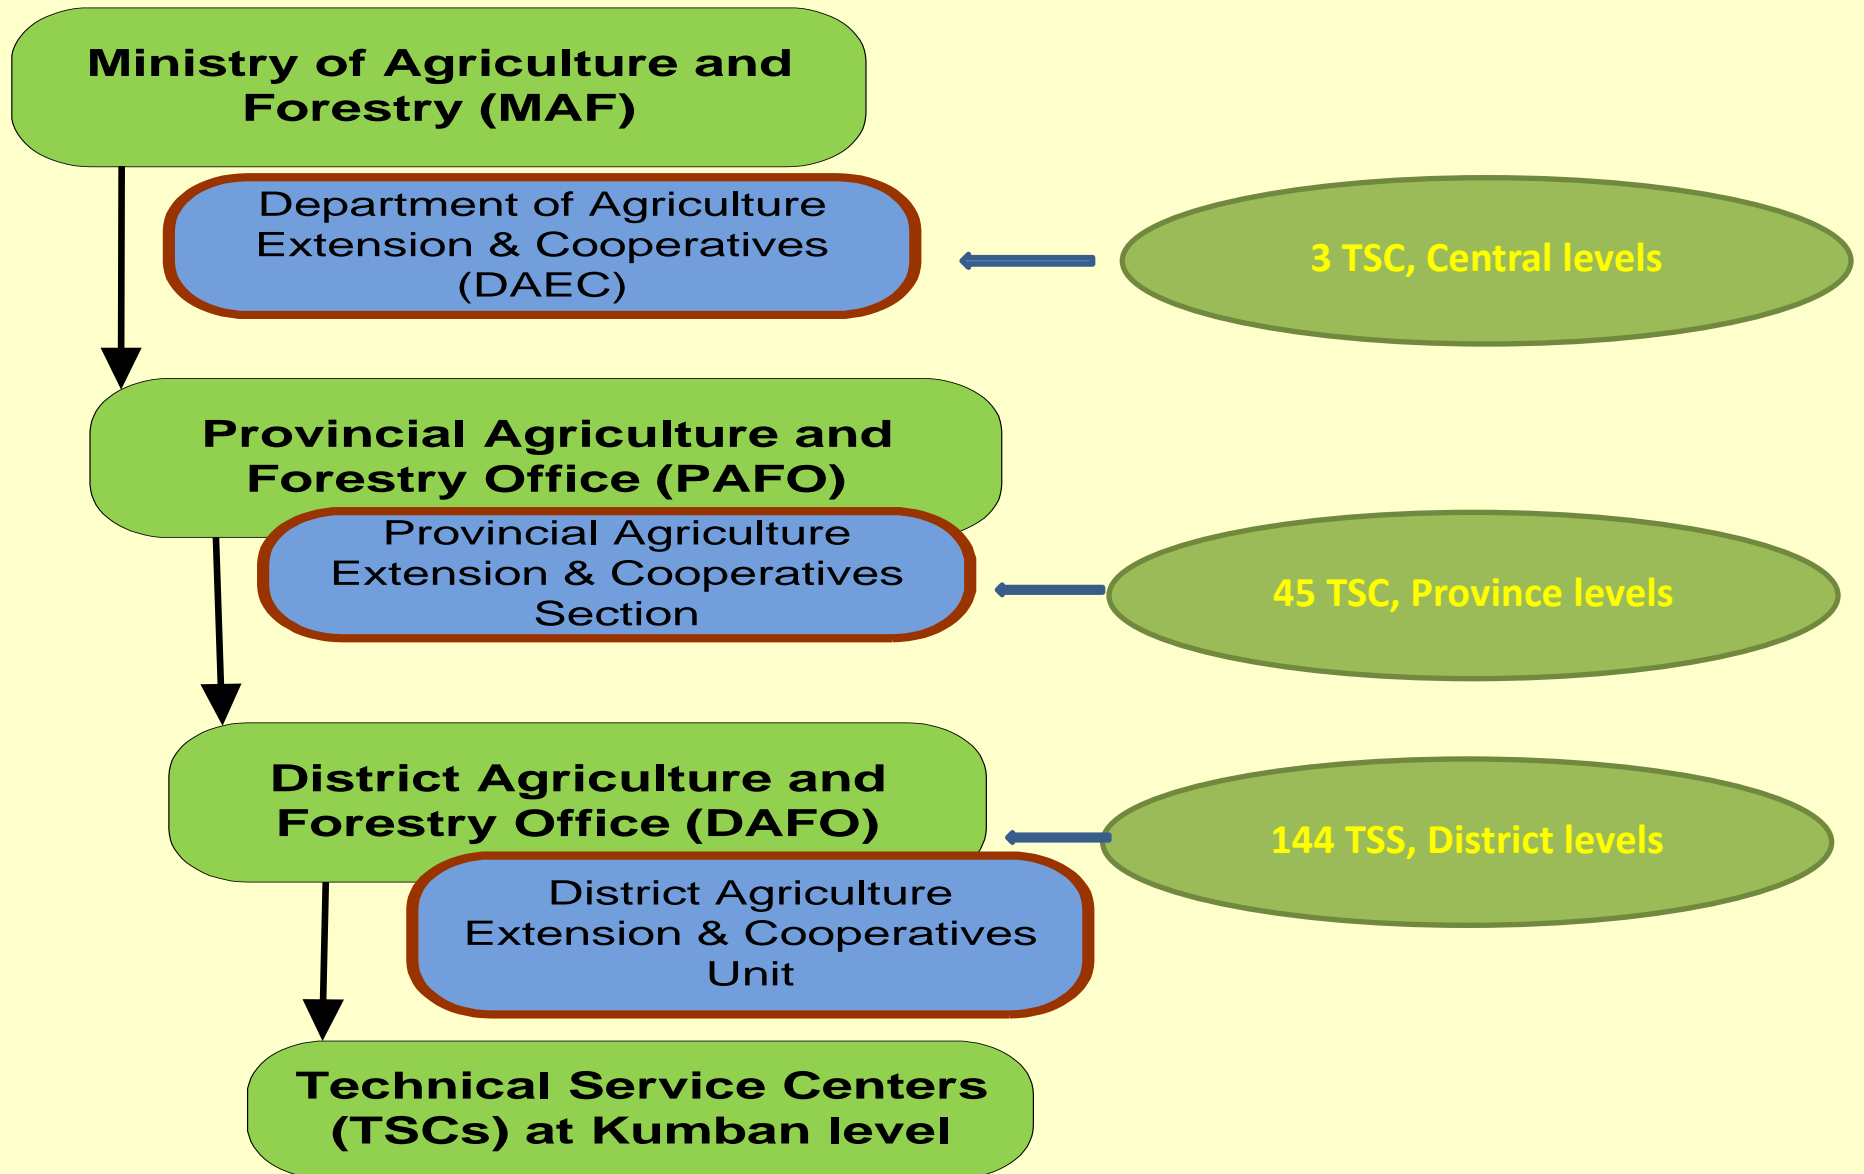 Ministry of Agriculture and
Forestry (MAF)
Department of Agriculture
Extension & Cooperatives
(DAEC)
3 TSC, Central levels
Provincial Agriculture and
Forestry Office (PAFO)
Provincial Agriculture
Extension & Cooperatives
Section
45 TSC, Province levels
District Agriculture and
Forestry Office (DAFO)
144 TSS, District levels
District Agriculture
Extension & Cooperatives
Unit
Technical Service Centers
(TSCs) at Kumban level